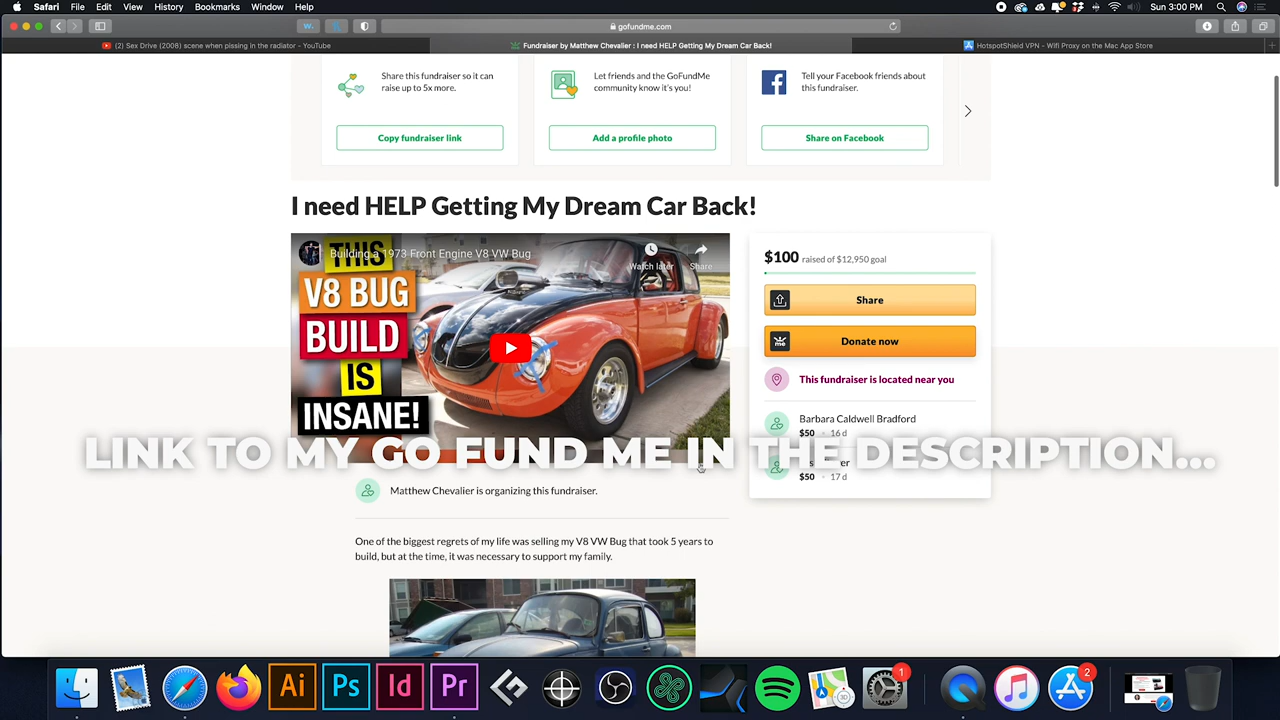 Safari File Edit View History Bookmarks Window Help
Sun 3:00 PM
w.
gofundme.com
(2) Sex Drive (2008) scene when pissing in the radiator - YouTube
Fundraiser by Matthew Chevalier : I need HELP Getting My Dream Car Back!
HotspotShield VPN - Wifi Proxy on the Mac App Store
Share this fundraiser so it can
raise up to 5x more.
Copy fundraiser link
Let friends and the GoFundMe
community know it's you!
Add a profile photo
Tell your Facebook friends about
this fundraiser.
Share on Facebook
I need HELP Getting My Dream Car Back!
Building a 1973 Front Engine V8 VW Bug
Watch later
Share
THIS
V8 BUG
BUILD
IS
INSANE!
$100 raised of $12,950 goal
Share
me
Donate now
This fundraiser is located near you
Barbara Caldwell Bradford
$50 • 16 d
$50 • 17 d
LINK TO MY GO FUND ME IN THE DESCRIPTION...
Matthew Chevalier is organizing this fundraiser.
One of the biggest regrets of my life was selling my V8 VW Bug that took 5 years to
build, but at the time, it was necessary to support my family.
Ai Ps Id Pr
3D
1
2